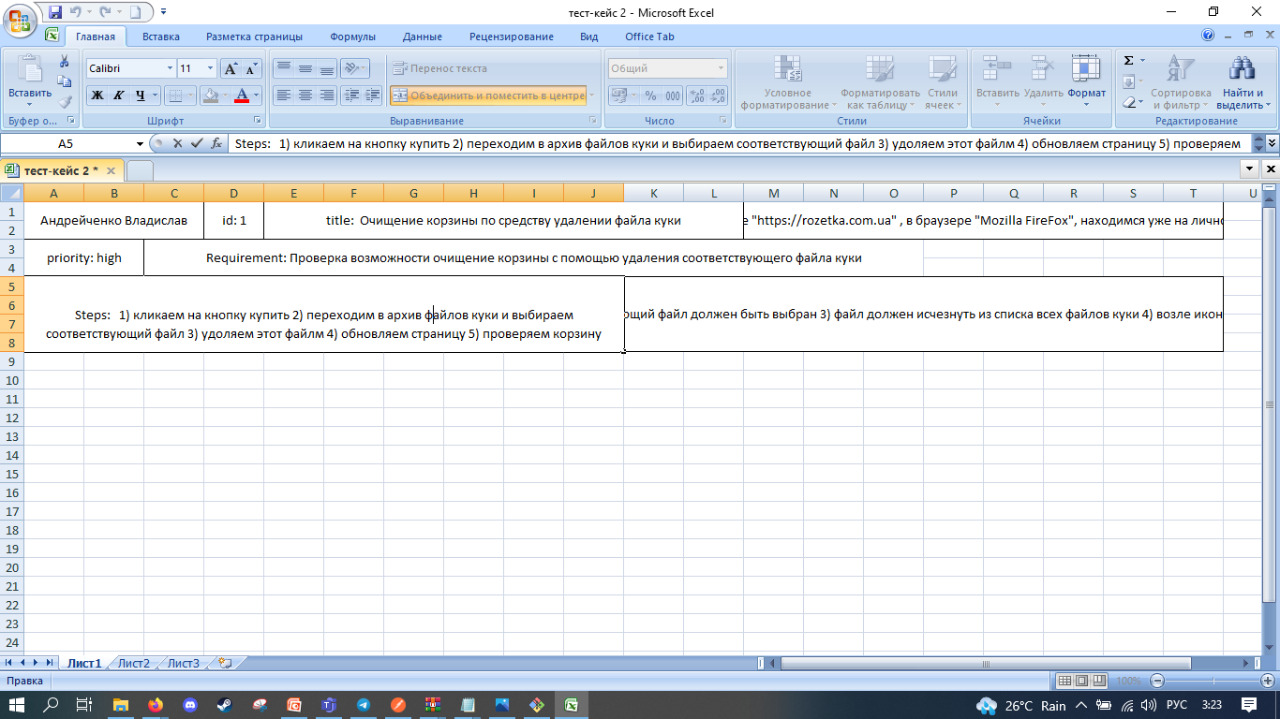 тест-кейс 2 - Microsoft Excel
Главная Вставка Разметка страницы Формулы Данные Рецензирование Вид Office Tab
Вставить
Calibri 11
Ж К Ч
Перенос текста
Объединить и поместить в центре
Общий
% 000
Условное форматирование
Форматировать как таблицу
Стили ячеек
Вставить Удалить Формат
Σ
Сортировка и фильтр
Найти и выделить
Буфер о... Шрифт Выравнивание Число Стили Ячейки Редактирование
A5 fx Steps: 1) кликаем на кнопку купить 2) переходим в архив файлов куки и выбираем соответствующий файл 3) удоляем этот файлм 4) обновляем страницу 5) проверяем
тест-кейс 2 *
A B C D E F G H I J K L M N O P Q R S T U
1
2
Андрейченко Владислав id: 1 title: Очищение корзины по средству удалении файла куки е "https://rozetka.com.ua" , в браузере "Mozilla FireFox", находимся уже на лично
3
4
priority: high Requirement: Проверка возможности очищение корзины с помощью удаления соответствующего файла куки
5
6
7
8
Steps: 1) кликаем на кнопку купить 2) переходим в архив файлов куки и выбираем
соответствующий файл 3) удоляем этот файлм 4) обновляем страницу 5) проверяем корзину
ощий файл должен быть выбран 3) файл должен исчезнуть из списка всех файлов куки 4) возле икон
9
10
11
12
13
14
15
16
17
18
19
20
21
22
23
24
Лист1 Лист2 Лист3
Правка 100%
26°C Rain РУС 3:23